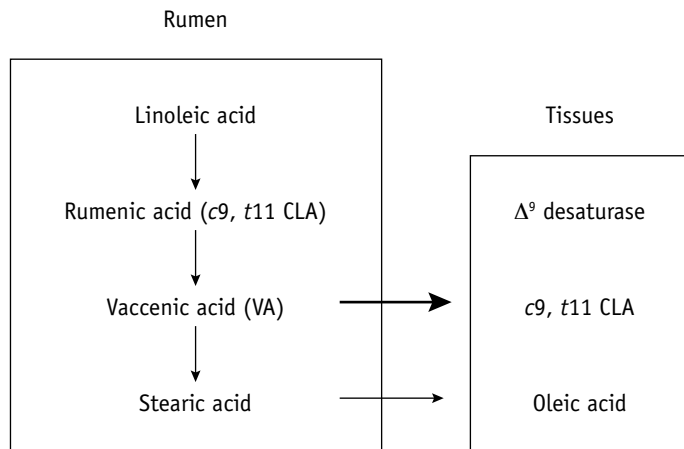 Rumen
Linoleic acid
Rumenic acid (c9, t11 CLA)
Vaccenic acid (VA)
Stearic acid
Tissues
Δ⁹ desaturase
c9, t11 CLA
Oleic acid